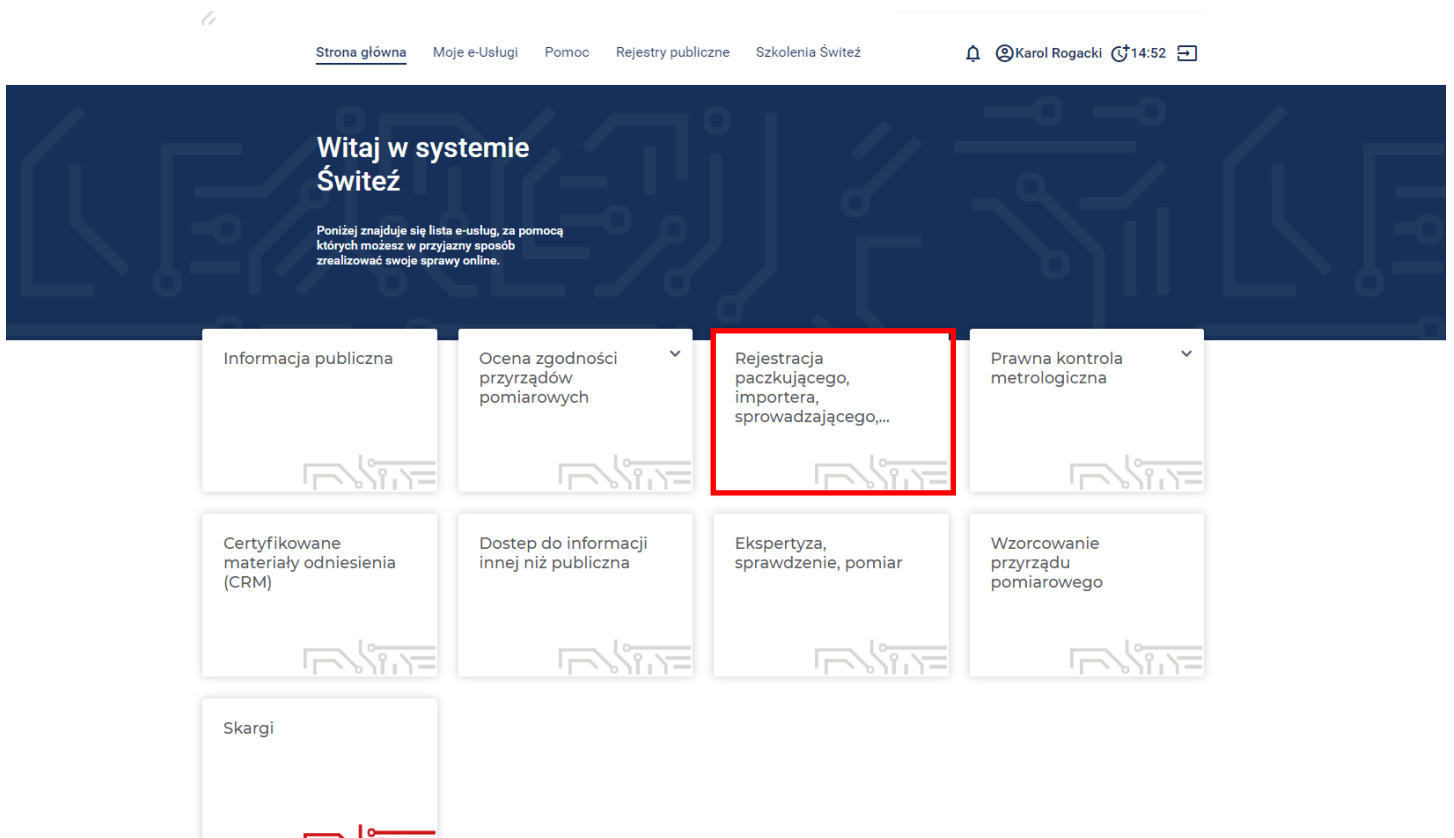 Strona główna Moje e-Usługi Pomoc Rejestry publiczne Szkolenia Świteź Karol Rogacki 14:52
Witaj w systemie
Świteź
Poniżej znajduje się lista e-usług, za pomocą
których możesz w przyjazny sposób
zrealizować swoje sprawy online.
Informacja publiczna
Ocena zgodności
przyrządów
pomiarowych
Rejestracja
paczkującego,
importera,
sprowadzającego,...
Prawna kontrola
metrologiczna
Certyfikowane
materiały odniesienia
(CRM)
Dostęp do informacji
innej niż publiczna
Ekspertyza,
sprawdzenie, pomiar
Wzorcowanie
przyrządu
pomiarowego
Skargi